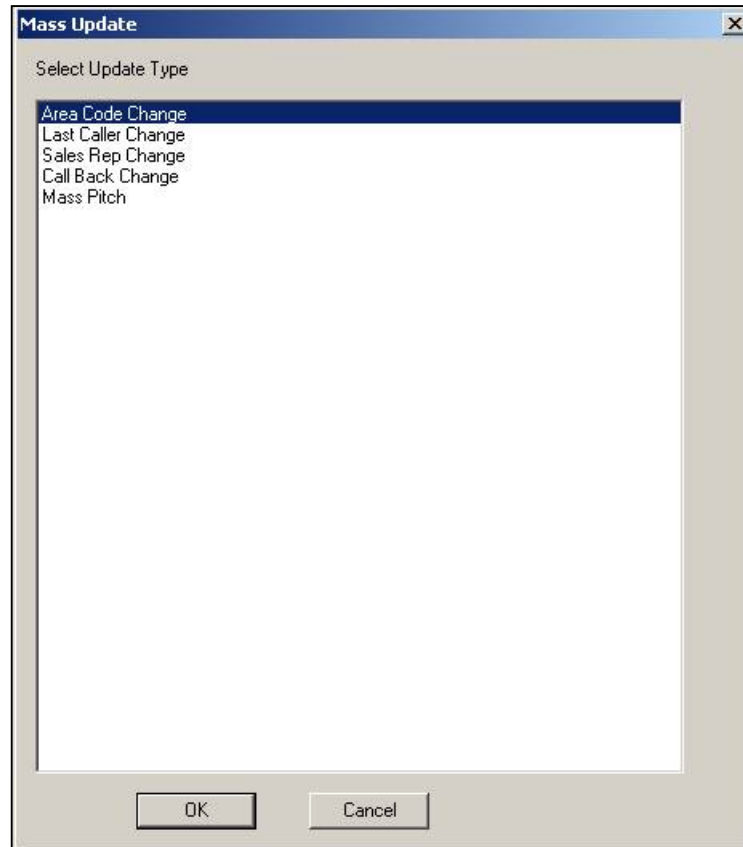 Mass Update
Select Update Type
Area Code Change
Last Caller Change
Sales Rep Change
Call Back Change
Mass Pitch
OK Cancel